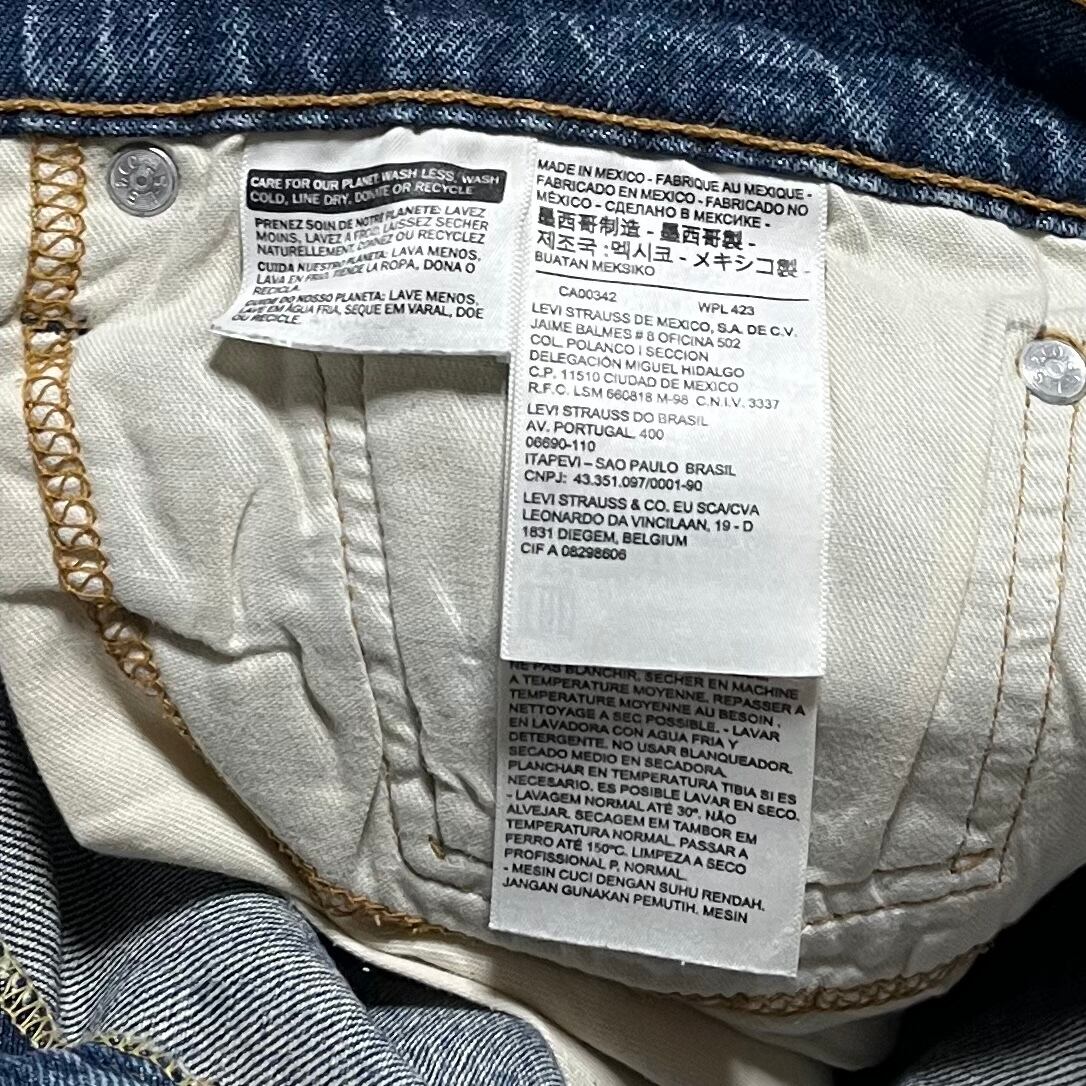 CARE FOR OUR PLANET: WASH LESS, WASH
COLD, LINE DRY, DONATE OR RECYCLE
PRENEZ SOIN DE NOTRE PLANETE: LAVEZ
MOINS, LAVEZ A FROID, LAISSEZ SECHER
NATURELLEMENT, DONNEZ OU RECYCLEZ
CUIDA NUESTRO PLANETA: LAVA MENOS,
LAVA EN FRIO, TIENDE LA ROPA, DONA O
RECICLA.
CUIDE DO NOSSO PLANETA: LAVE MENOS,
LAVE EM ÁGUA FRIA, SEQUE EM VARAL, DOE
OU RECICLE.
MADE IN MEXICO - FABRIQUE AU MEXIQUE -
FABRICADO EN MEXICO - FABRICADO NO
MÉXICO - СДЕЛАНО В МЕКСИКЕ -
墨西哥制造 - 墨西哥製 -
제조국 :멕시코 - メキシコ製 -
BUATAN MEKSIKO
CA00342 WPL 423
LEVI STRAUSS DE MEXICO, S.A. DE C.V.
JAIME BALMES # 8 OFICINA 502
COL. POLANCO I SECCION
DELEGACIÓN MIGUEL HIDALGO
C.P. 11510 CIUDAD DE MEXICO
R.F.C. LSM 660818 M-98 C.N.I.V. 3337
LEVI STRAUSS DO BRASIL
AV. PORTUGAL, 400
06690-110
ITAPEVI – SAO PAULO BRASIL
CNPJ: 43.351.097/0001-90
LEVI STRAUSS & CO. EU SCA/CVA
LEONARDO DA VINCILAAN, 19 - D
1831 DIEGEM, BELGIUM
CIF A 08298606
NE PAS BLANCHIR. SECHER EN MACHINE
A TEMPERATURE MOYENNE. REPASSER A
TEMPERATURE MOYENNE AU BESOIN.
NETTOYAGE A SEC POSSIBLE. - LAVAR
EN LAVADORA CON AGUA FRIA Y
DETERGENTE. NO USAR BLANQUEADOR.
SECADO MEDIO EN SECADORA.
PLANCHAR EN TEMPERATURA TIBIA SI ES
NECESARIO. ES POSIBLE LAVAR EN SECO.
- LAVAGEM NORMAL ATÉ 30°. NÃO
ALVEJAR. SECAGEM EM TAMBOR EM
TEMPERATURA NORMAL. PASSAR A
FERRO ATÉ 150°C. LIMPEZA A SECO
PROFISSIONAL P, NORMAL.
- MESIN CUCI DENGAN SUHU RENDAH.
JANGAN GUNAKAN PEMUTIH. MESIN